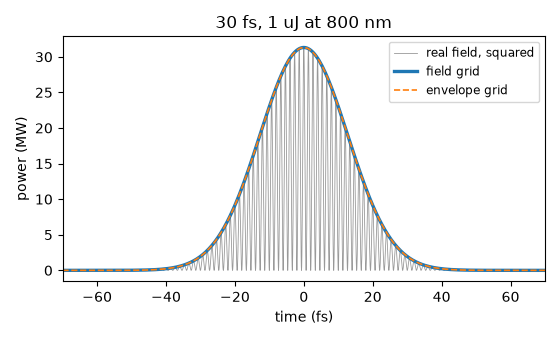 30 fs, 1 uJ at 800 nm
real field, squared
field grid
envelope grid
power (MW)
30
25
20
15
10
5
0
−60 −40 −20 0 20 40 60
time (fs)